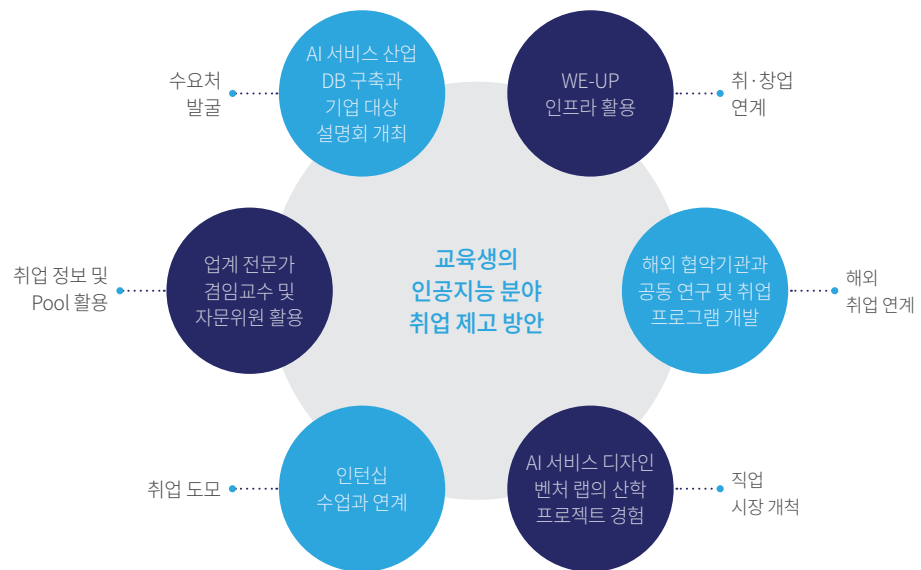 수요처
발굴
AI 서비스 산업
DB 구축과
기업 대상
설명회 개최
WE-UP
인프라 활용
취·창업
연계
취업 정보 및
Pool 활용
업계 전문가
겸임교수 및
자문위원 활용
교육생의
인공지능 분야
취업 제고 방안
해외 협약기관과
공동 연구 및 취업
프로그램 개발
해외
취업 연계
취업 도모
인턴십
수업과 연계
AI 서비스 디자인
벤처 랩의 산학
프로젝트 경험
직업
시장 개척